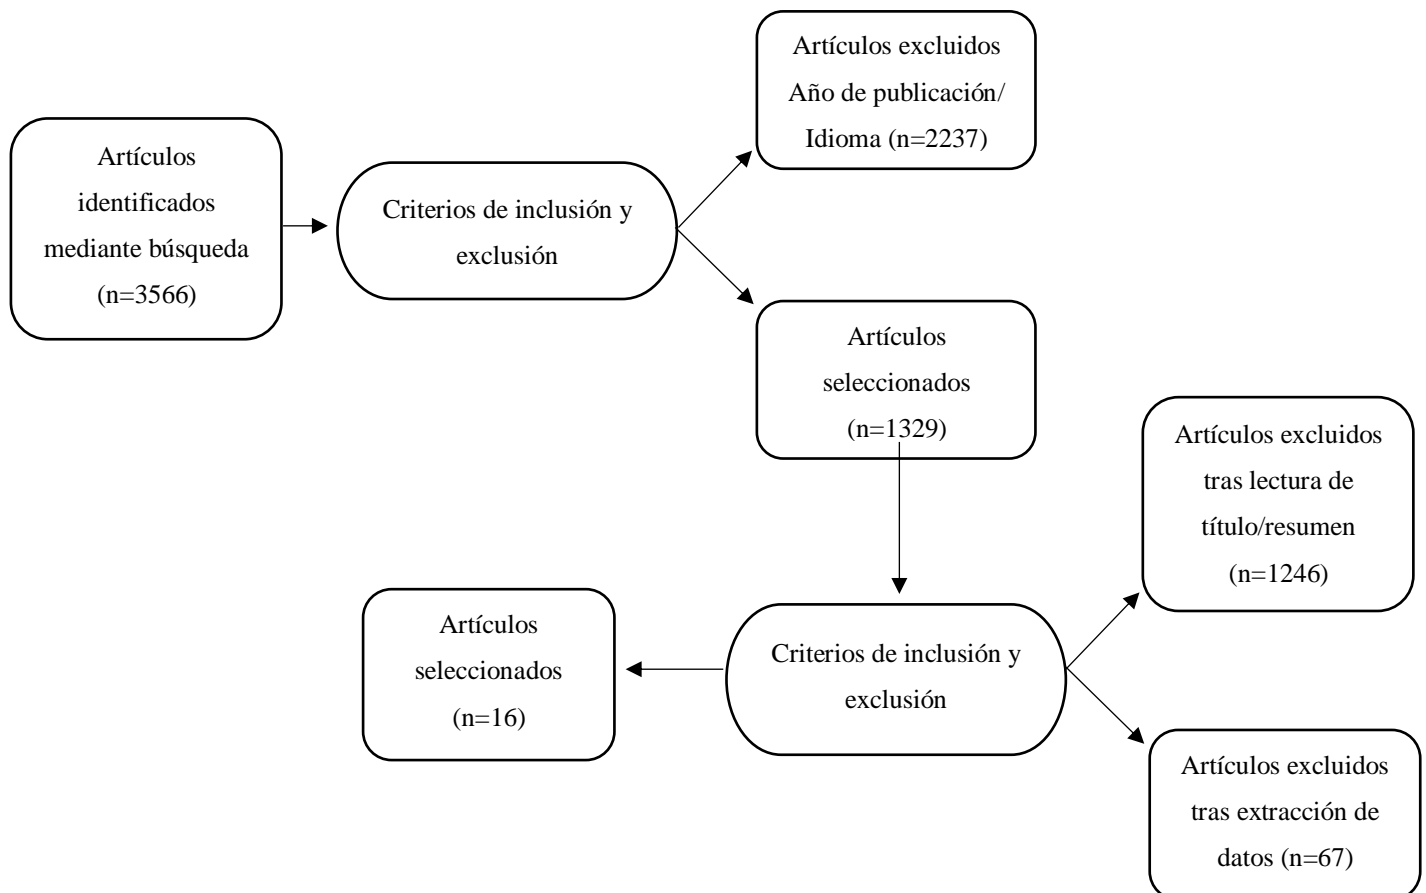 Artículos
identificados
mediante búsqueda
(n=3566)
Criterios de inclusión y
exclusión
Artículos excluidos
Año de publicación/
Idioma (n=2237)
Artículos
seleccionados
(n=1329)
Criterios de inclusión y
exclusión
Artículos excluidos
tras lectura de
título/resumen
(n=1246)
Artículos excluidos
tras extracción de
datos (n=67)
Artículos
seleccionados
(n=16)